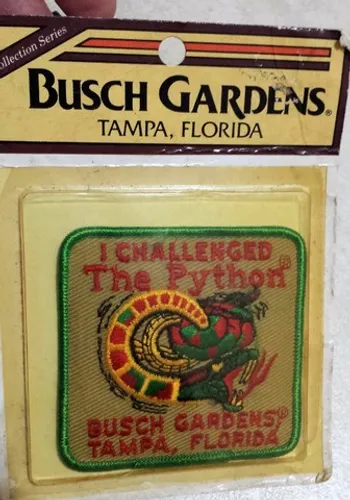 Collection Series
BUSCH GARDENS®
TAMPA, FLORIDA
I CHALLENGED
The Python®
BUSCH GARDENS®
TAMPA, FLORIDA